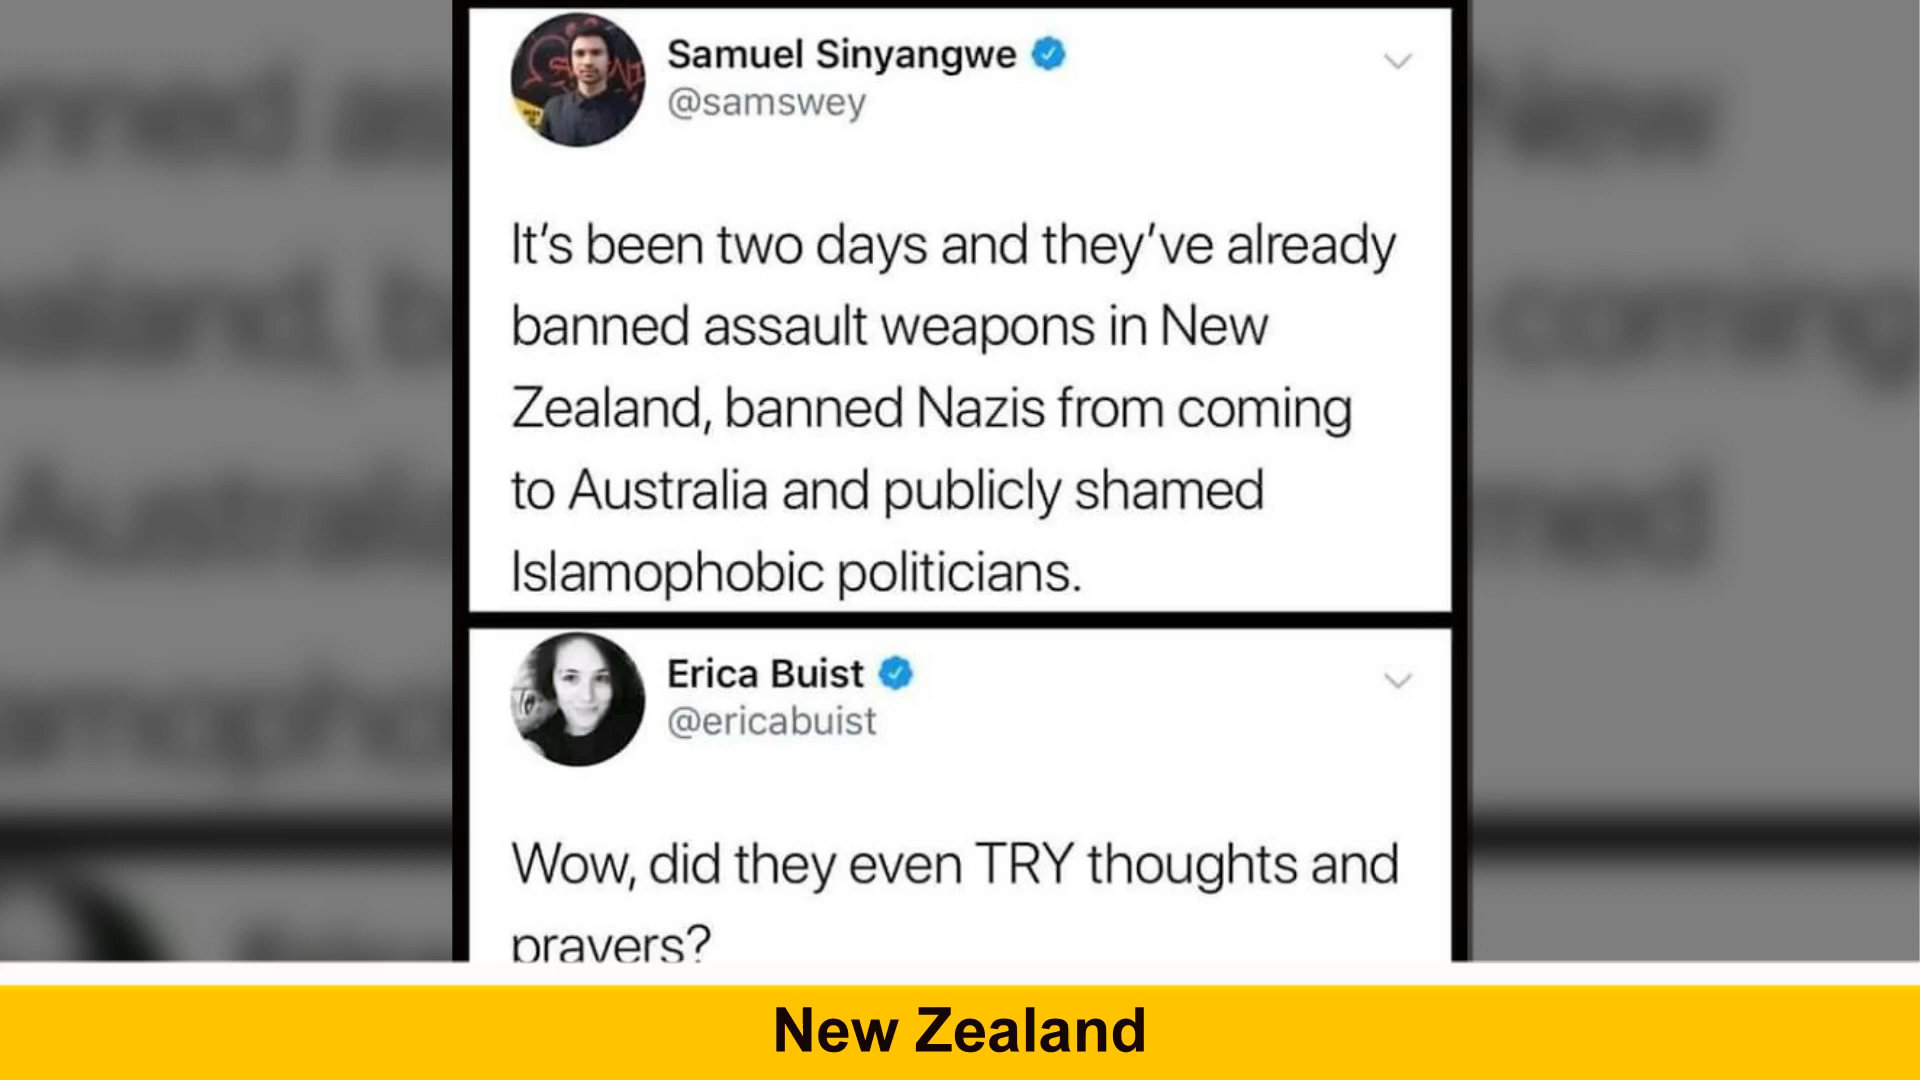 Samuel Sinyangwe
@samswey
It's been two days and they've already
banned assault weapons in New
Zealand, banned Nazis from coming
to Australia and publicly shamed
Islamophobic politicians.
Erica Buist
@ericabuist
Wow, did they even TRY thoughts and
prayers?
New Zealand